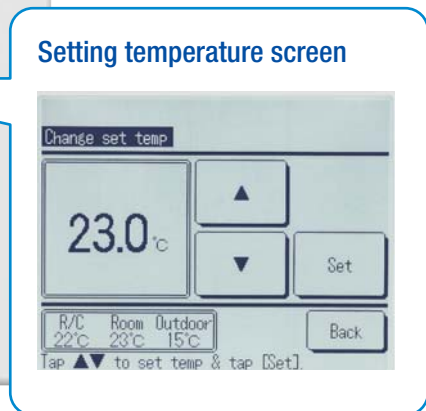 Setting temperature screen
Change set temp
▲
23.0°C
▼
Set
R/C Room Outdoor
22°C 23°C 15°C
Back
Tap ▲▼ to set temp & tap [Set].